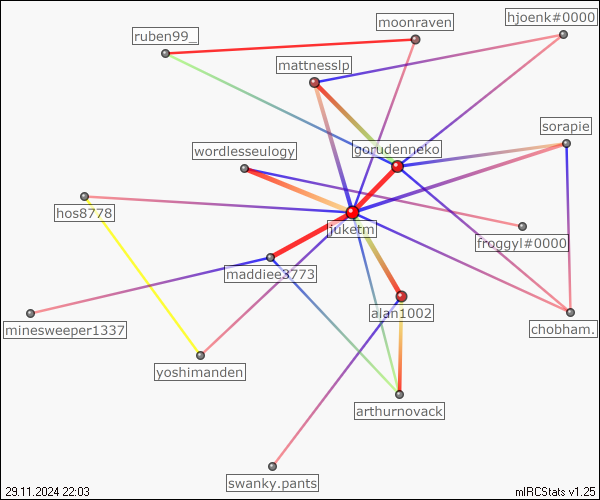 hjoenk#0000
moonraven
ruben99_
mattnesslp
sorapie
gorudenneko
wordlesseulogy
hos8778
juketm
froggyl#0000
maddiee3773
alan1002
minesweeper1337
chobham.
yoshimanden
arthurnovack
swanky.pants
29.11.2024 22:03
mIRCStats v1.25